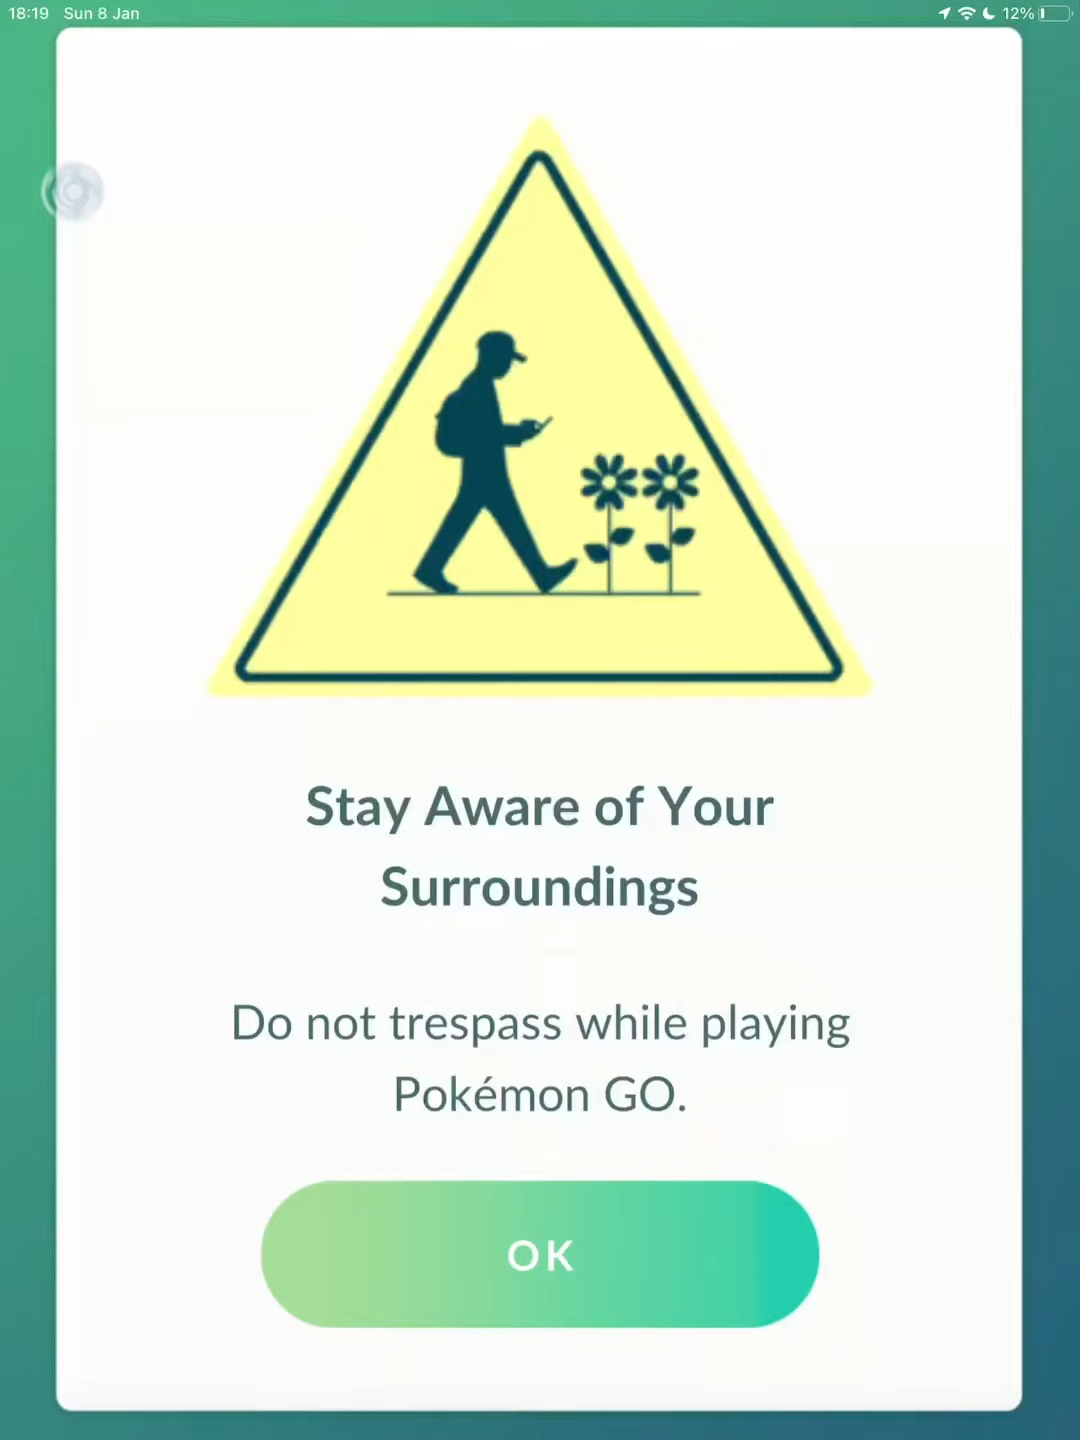 18:19 Sun 8 Jan 12%
Stay Aware of Your
Surroundings
Do not trespass while playing
Pokémon GO.
OK